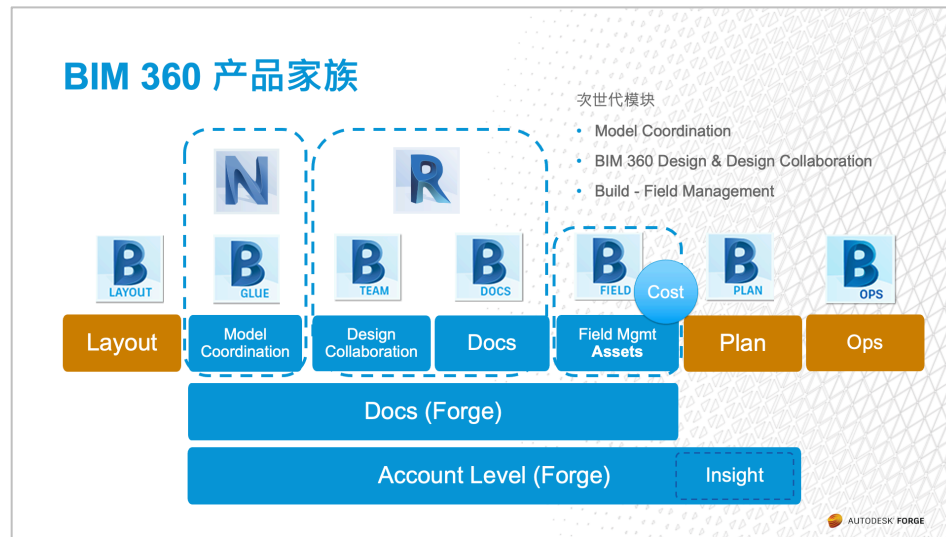 BIM 360 产品家族
次世代模块
• Model Coordination
• BIM 360 Design & Design Collaboration
• Build - Field Management
N
R
B
LAYOUT
B
GLUE
B
TEAM
B
DOCS
B
FIELD
Cost
B
PLAN
B
OPS
Layout
Model
Coordination
Design
Collaboration
Docs
Field Mgmt
Assets
Plan
Ops
Docs (Forge)
Account Level (Forge)
Insight
AUTODESK® FORGE